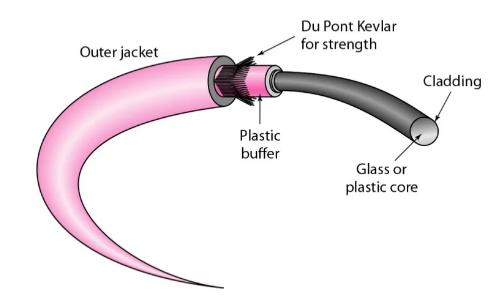 Du Pont Kevlar
for strength
Outer jacket
Cladding
Plastic
buffer
Glass or
plastic core